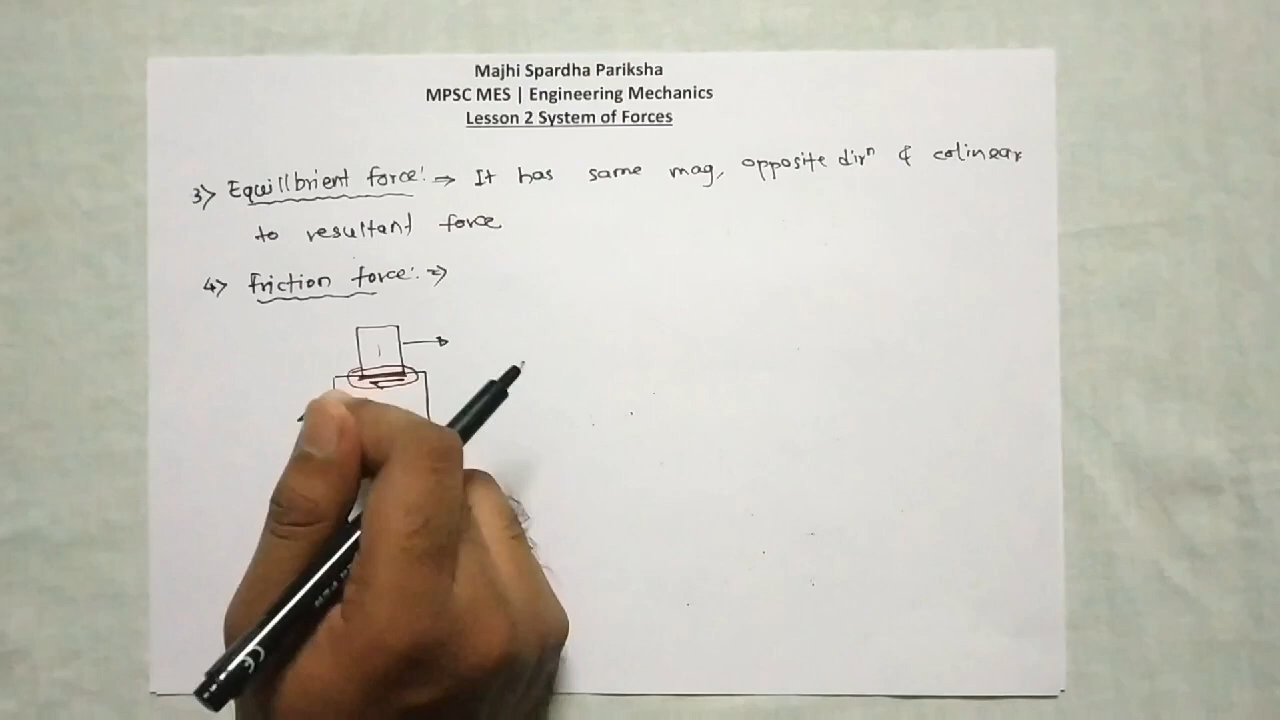 Majhi Spardha Pariksha
MPSC MES | Engineering Mechanics
Lesson 2 System of Forces
3> Equillbrient force:⇒ It has same mag, opposite dirⁿ & colinear
to resultant force
4> friction force:⇒